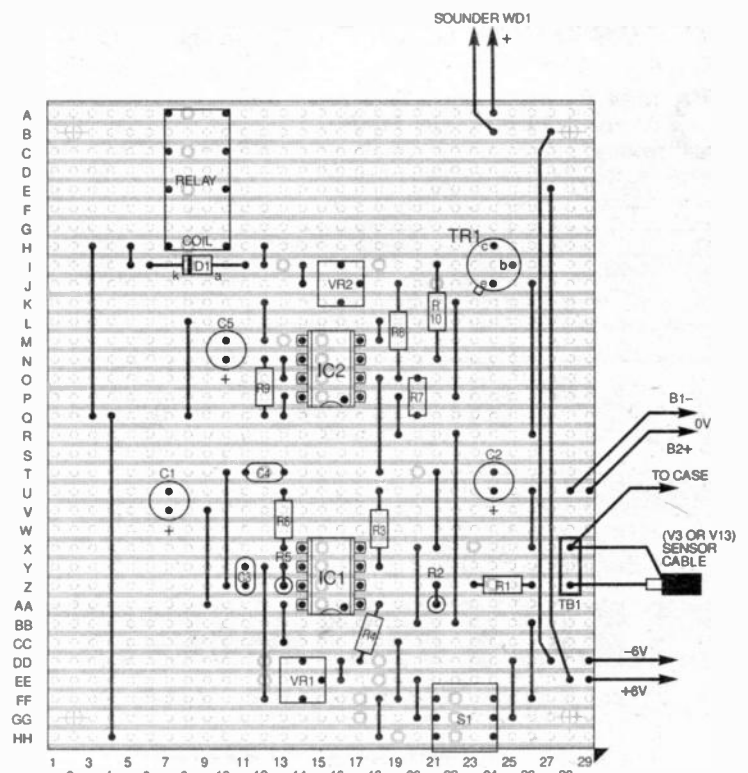 SOUNDER WD1
+
A
B
C
D
E
F
G
H
I
J
K
L
M
N
O
P
Q
R
S
T
U
V
W
X
Y
Z
AA
BB
CC
DD
EE
FF
GG
HH
RELAY
COIL
k D1 a
VR2
TR1
c
b
e
R10
R8
C5
+
IC2
R9
R7
B1-
0V
B2+
TO CASE
C1
+
C4
C2
+
R6
R3
(V3 OR V13)
SENSOR
CABLE
R5
C3
IC1
R2
R1
TB1
R4
VR1
-6V
+6V
S1
1 3 5 7 9 11 13 15 17 19 21 23 25 27 29